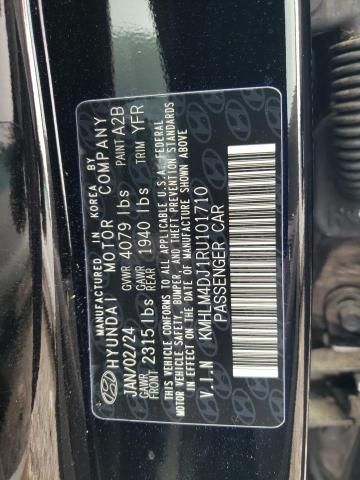 MANUFACTURED IN KOREA BY
HYUNDAI MOTOR COMPANY
JAN/02/24 GVWR 4079 lbs PAINT A2B
GAWR FRONT 2315 lbs GAWR REAR 1940 lbs TRIM YFR
THIS VEHICLE CONFORMS TO ALL APPLICABLE U.S.A. FEDERAL
MOTOR VEHICLE SAFETY, BUMPER, AND THEFT PREVENTION
STANDARDS IN EFFECT ON THE DATE OF MANUFACTURE
SHOWN ABOVE.
V.I.N KMHLM4DJ1RU101710
PASSENGER CAR